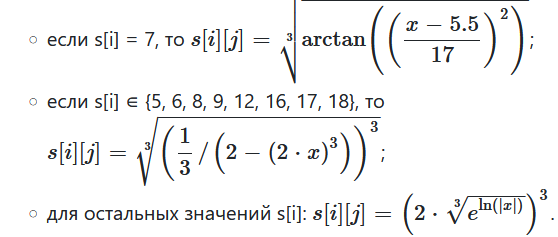 если s[i] = 7, то $s[i][j] = \sqrt[3]{\arctan\left(\left(\frac{x - 5.5}{17}\right)^2\right)}$;
если s[i] ∈ {5, 6, 8, 9, 12, 16, 17, 18}, то
$s[i][j] = \sqrt[3]{\left(\frac{1}{3} / \left(2 - (2 \cdot x)^3\right)\right)^3}$;
для остальных значений s[i]: $s[i][j] = \left(2 \cdot \sqrt[3]{e^{\ln(|x|)}}\right)^3$.